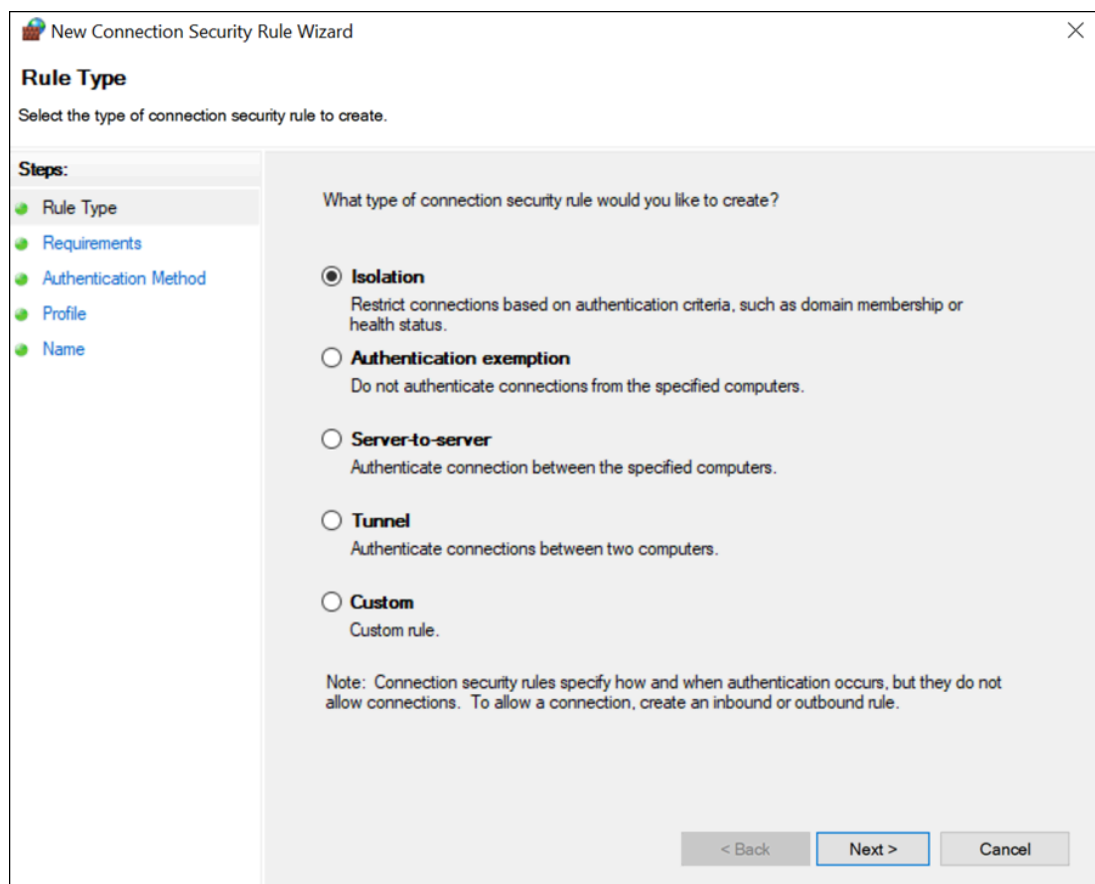 New Connection Security Rule Wizard
Rule Type
Select the type of connection security rule to create.
Steps:
Rule Type
Requirements
Authentication Method
Profile
Name
What type of connection security rule would you like to create?
Isolation
Restrict connections based on authentication criteria, such as domain membership or
health status.
Authentication exemption
Do not authenticate connections from the specified computers.
Server-to-server
Authenticate connection between the specified computers.
Tunnel
Authenticate connections between two computers.
Custom
Custom rule.
Note:  Connection security rules specify how and when authentication occurs, but they do not
allow connections.  To allow a connection, create an inbound or outbound rule.
< Back
Next >
Cancel